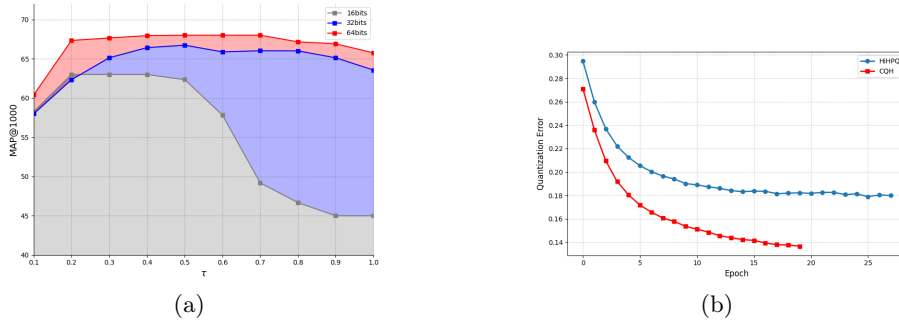 16bits
32bits
64bits
MAP@1000
70
65
60
55
50
45
40
0.1 0.2 0.3 0.4 0.5 0.6 0.7 0.8 0.9 1.0
τ
(a)
HiHPQ
CQH
Quantization Error
0.30
0.28
0.26
0.24
0.22
0.20
0.18
0.16
0.14
0 5 10 15 20 25
Epoch
(b)